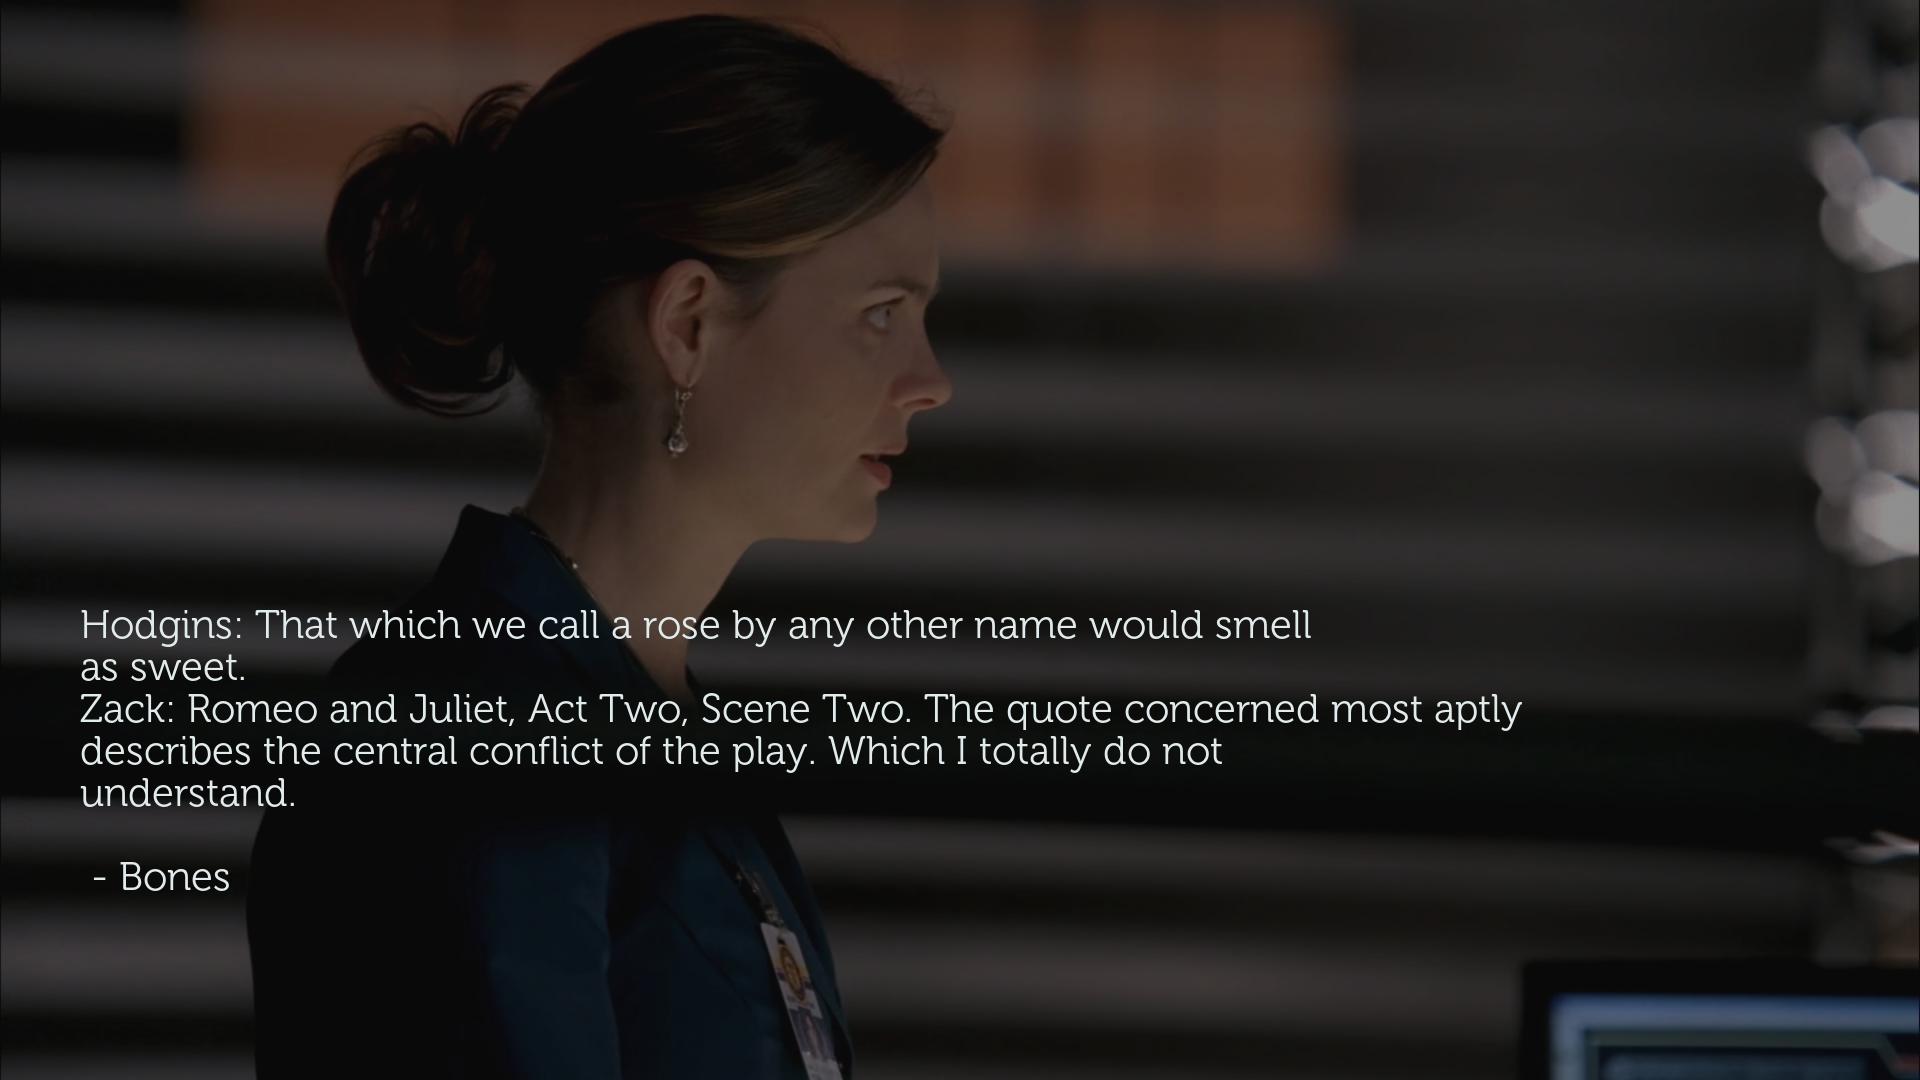 Hodgins: That which we call a rose by any other name would smell
as sweet.
Zack: Romeo and Juliet, Act Two, Scene Two. The quote concerned most aptly
describes the central conflict of the play. Which I totally do not
understand.
- Bones